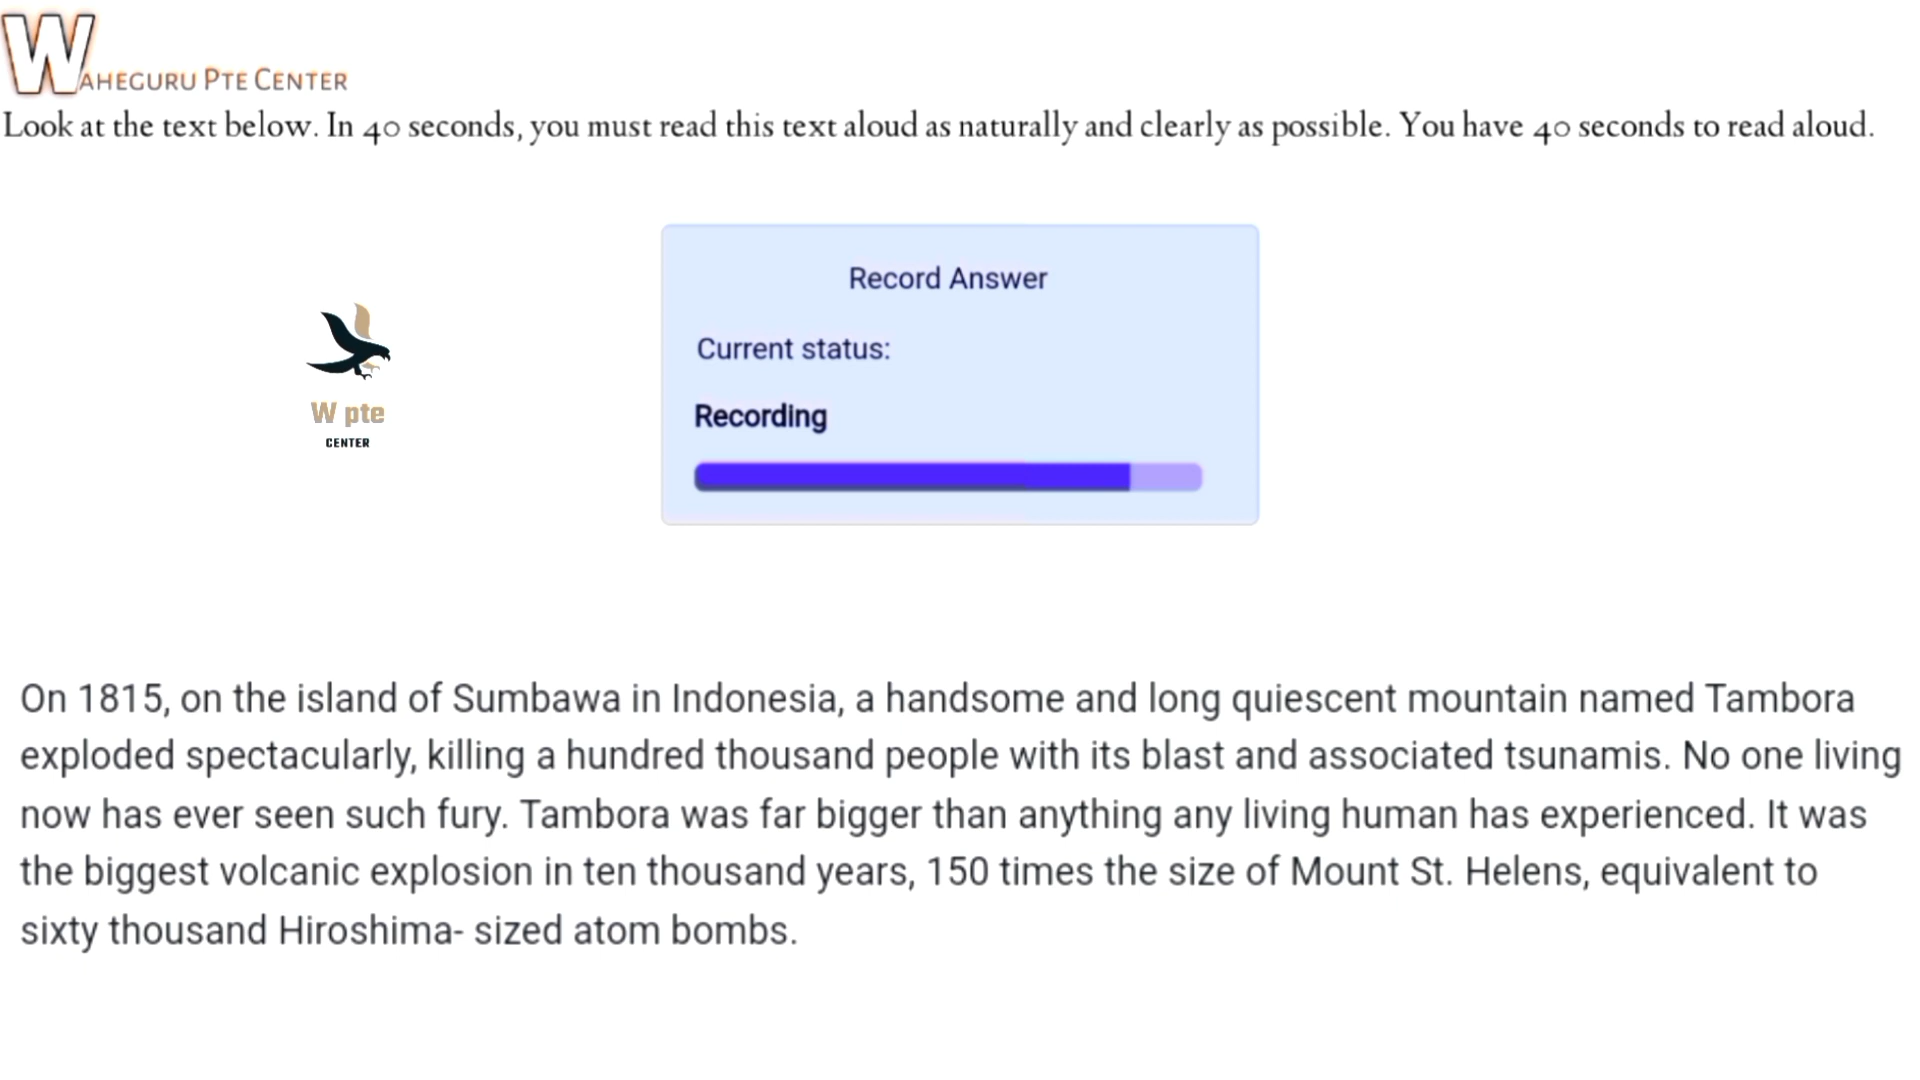 WAHEGURU PTE CENTER
Look at the text below. In 40 seconds, you must read this text aloud as naturally and clearly as possible. You have 40 seconds to read aloud.
Record Answer
Current status:
Recording
W pte
CENTER
On 1815, on the island of Sumbawa in Indonesia, a handsome and long quiescent mountain named Tambora
exploded spectacularly, killing a hundred thousand people with its blast and associated tsunamis. No one living
now has ever seen such fury. Tambora was far bigger than anything any living human has experienced. It was
the biggest volcanic explosion in ten thousand years, 150 times the size of Mount St. Helens, equivalent to
sixty thousand Hiroshima- sized atom bombs.